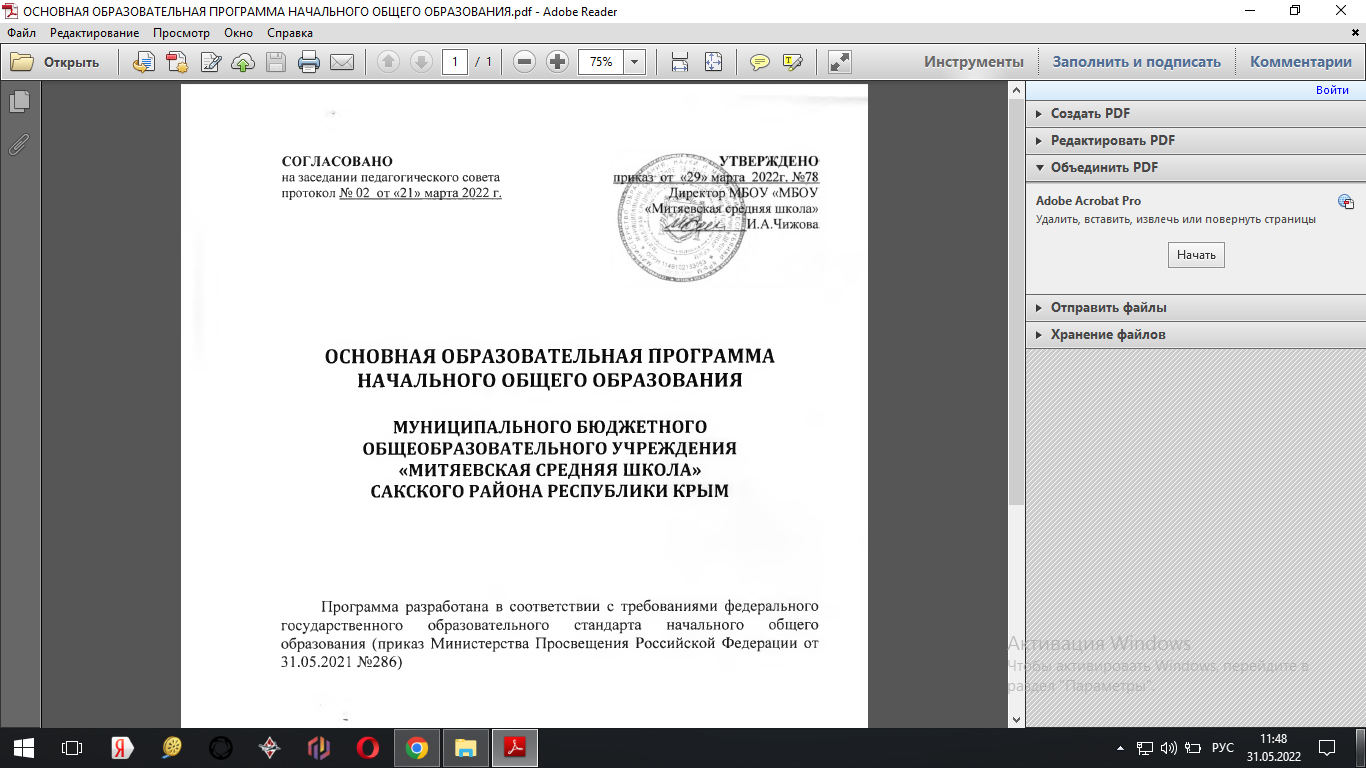 ОСНОВНАЯ ОБРАЗОВАТЕЛЬНАЯ ПРОГРАММА НАЧАЛЬНОГО ОБЩЕГО ОБРАЗОВАНИЯ.pdf - Adobe Reader
Файл Редактирование Просмотр Окно Справка
Открыть 1 / 1 75% Инструменты Заполнить и подписать Комментарии
Войти
Создать PDF
Редактировать PDF
Объединить PDF
Adobe Acrobat Pro
Удалить, вставить, извлечь или повернуть страницы
Начать
Отправить файлы
Хранение файлов
СОГЛАСОВАНО
на заседании педагогического совета
протокол № 02 от «21» марта 2022 г.
УТВЕРЖДЕНО
приказ от «29» марта 2022г. №78
Директор МБОУ «МБОУ
«Митяевская средняя школа»
И.А.Чижова
ОСНОВНАЯ ОБРАЗОВАТЕЛЬНАЯ ПРОГРАММА
НАЧАЛЬНОГО ОБЩЕГО ОБРАЗОВАНИЯ
МУНИЦИПАЛЬНОГО БЮДЖЕТНОГО
ОБЩЕОБРАЗОВАТЕЛЬНОГО УЧРЕЖДЕНИЯ
«МИТЯЕВСКАЯ СРЕДНЯЯ ШКОЛА»
САКСКОГО РАЙОНА РЕСПУБЛИКИ КРЫМ
Программа разработана в соответствии с требованиями федерального
государственного образовательного стандарта начального общего
образования (приказ Министерства Просвещения Российской Федерации от
31.05.2021 №286)
Активация Windows
Чтобы активировать Windows, перейдите в
раздел "Параметры".
РУС
11:48
31.05.2022